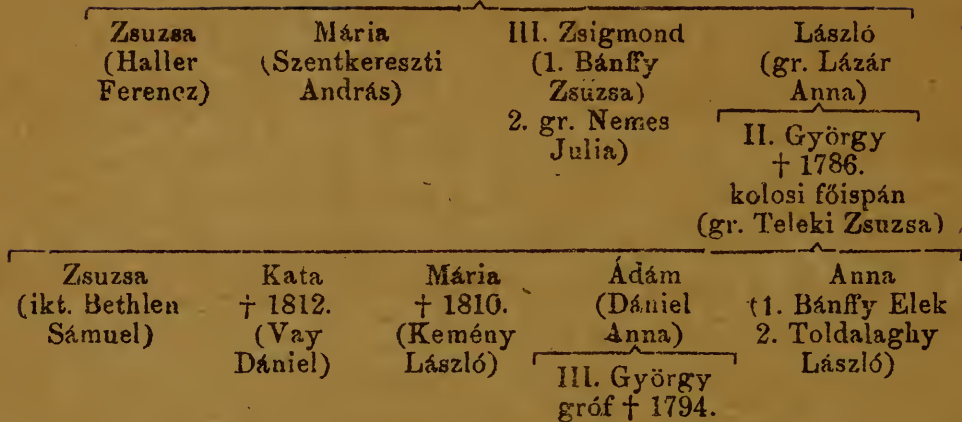 Zsuzsa Mária III. Zsigmond László
(Haller (Szentkereszti (1. Bánffy (gr. Lázár
Ferencz) András) Zsuzsa) Anna)
2. gr. Nemes
Julia) II. György
† 1786.
kolosi főispán
(gr. Teleki Zsuzsa)
Zsuzsa Kata Mária Ádám Anna
(ikt. Bethlen † 1812. † 1810. (Dániel (1. Bánffy Elek
Sámuel) (Vay (Kemény Anna) 2. Toldalaghy
Dániel) László) László)
III. György
gróf † 1794.